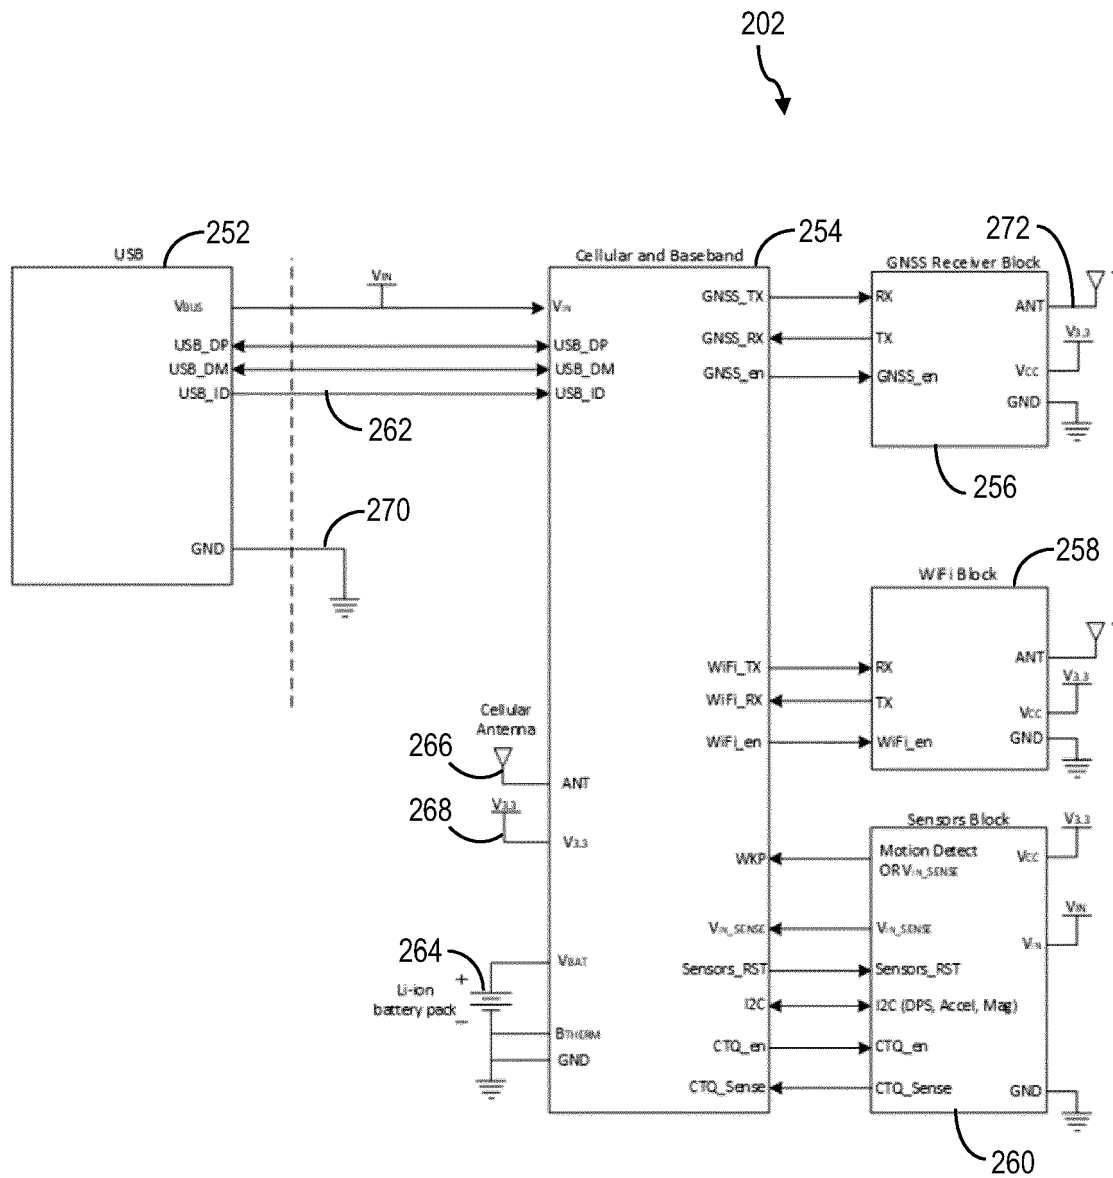 202
252
254
272
USB
Cellular and Baseband
GNSS Receiver Block
VIN
VBUS
VIN
GNSS_TX
RX
ANT
USB_DP
USB_DP
GNSS_RX
TX
V3.3
USB_DM
USB_DM
GNSS_en
GNSS_en
VCC
USB_ID
USB_ID
262
GND
256
270
GND
258
WiFi Block
ANT
WiFi_TX
RX
V3.3
WiFi_RX
TX
VCC
Cellular
Antenna
WiFi_en
WiFi_en
GND
266
ANT
268
V3.3
Sensors Block
V3.3
V3.3
WKP
Motion Detect
OR VIN_SENSE
VCC
VIN
VIN_SENSE
VIN_SENSE
VIN
264
VBAT
Sensors_RST
Sensors_RST
+
Li-ion
battery pack
–
I2C
I2C (DPS, Accel, Mag)
BTHERM
CTQ_en
CTQ_en
GND
CTQ_Sense
CTQ_Sense
GND
260